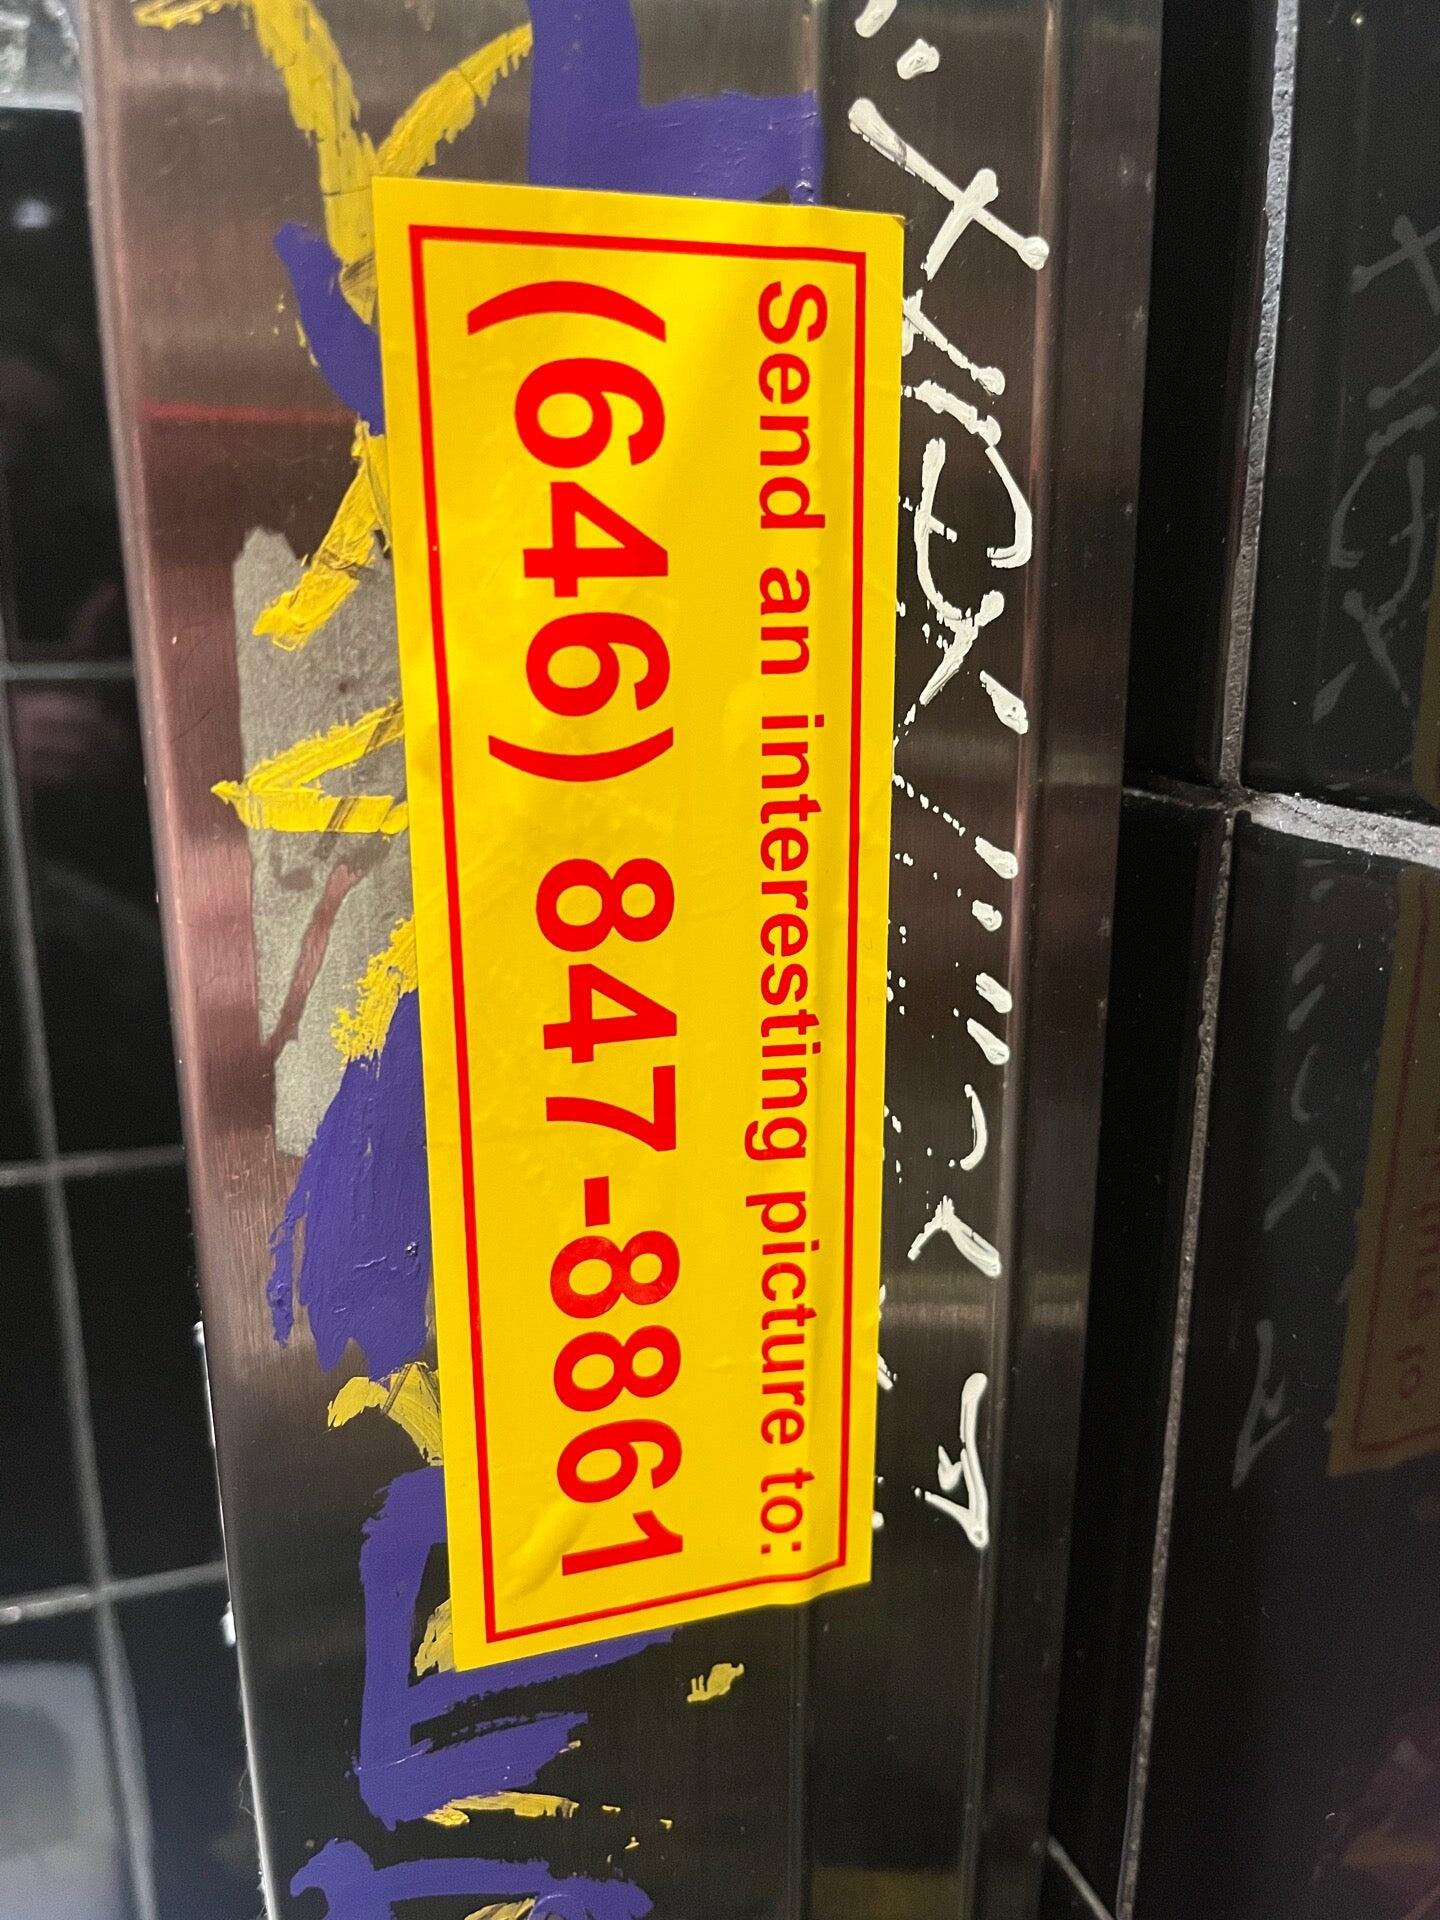 Send an interesting picture to:
(646) 847-8861